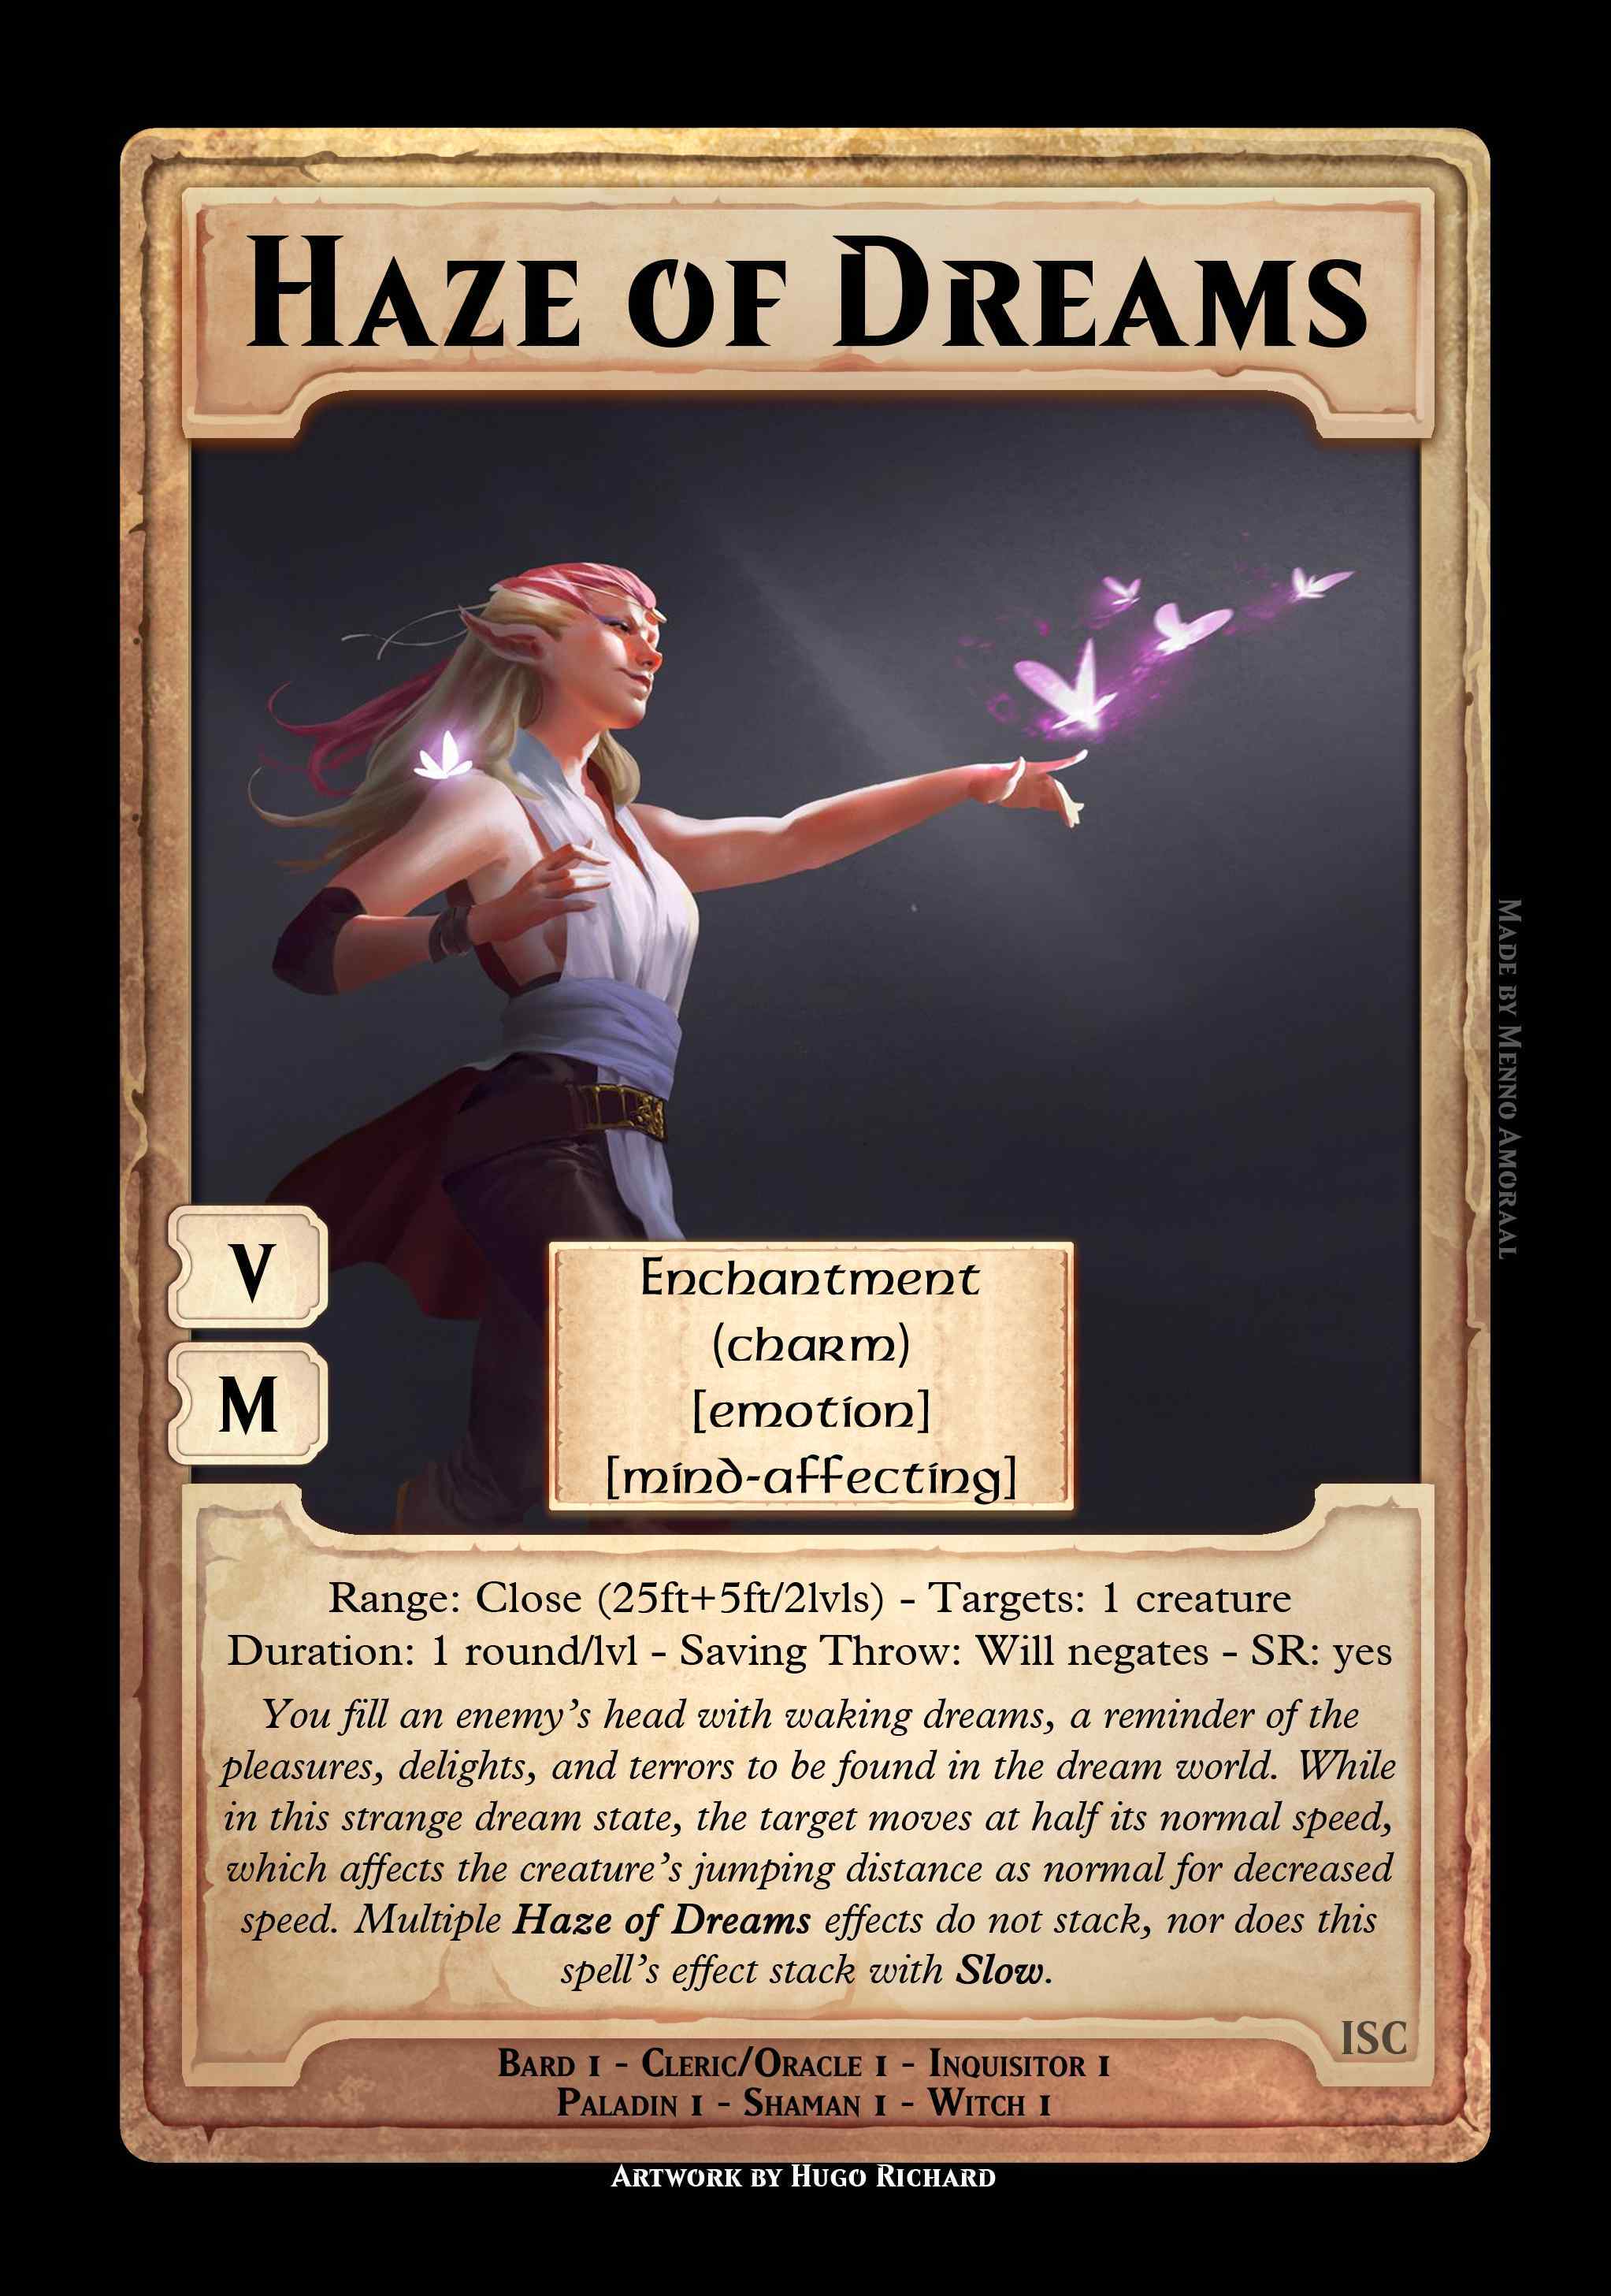 Haze of Dreams
V
M
Enchantment
(charm)
[emotion]
[mind-affecting]
Range: Close (25ft+5ft/2lvls) - Targets: 1 creature
Duration: 1 round/lvl - Saving Throw: Will negates - SR: yes
You fill an enemy's head with waking dreams, a reminder of the
pleasures, delights, and terrors to be found in the dream world. While
in this strange dream state, the target moves at half its normal speed,
which affects the creature's jumping distance as normal for decreased
speed. Multiple Haze of Dreams effects do not stack, nor does this
spell's effect stack with Slow.
ISC
Bard 1 - Cleric/Oracle 1 - Inquisitor 1
Paladin 1 - Shaman 1 - Witch 1
Artwork by Hugo Richard
Made by Menno Amoraal